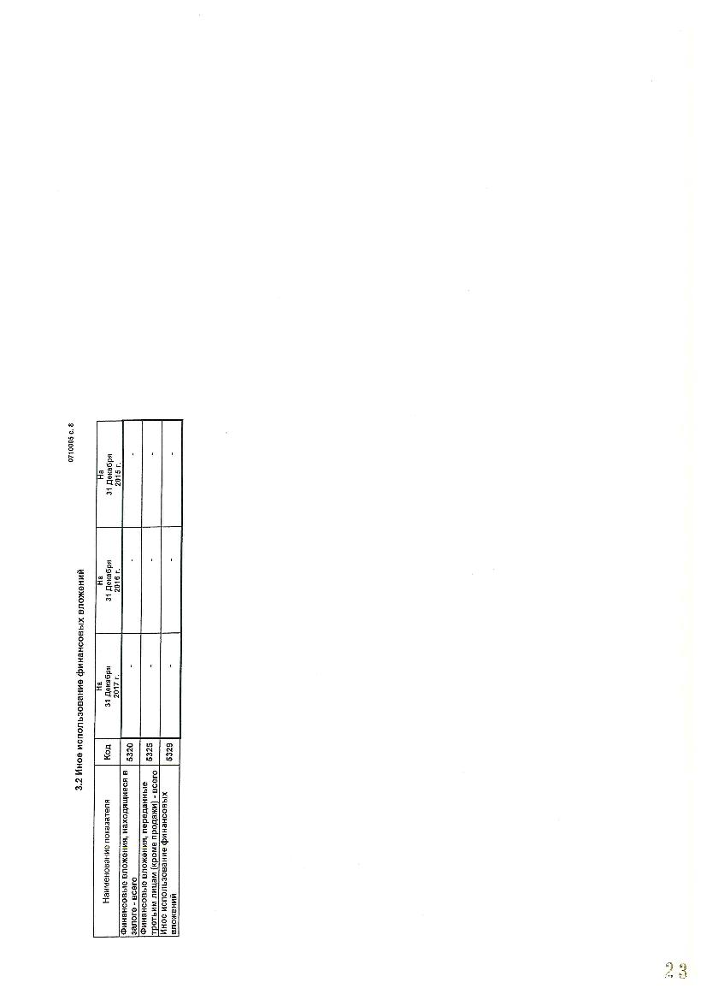 0710005 с. 8
3.2 Иное использование финансовых вложений
Наименование показателя
Код
На
31 Декабря
2017 г.
На
31 Декабря
2016 г.
На
31 Декабря
2015 г.
Финансовые вложения, находящиеся в
залоге - всего
5320
-
-
-
Финансовые вложения, переданные
третьим лицам (кроме продажи) - всего
5325
-
-
-
Иное использование финансовых
вложений
5329
-
-
-
23